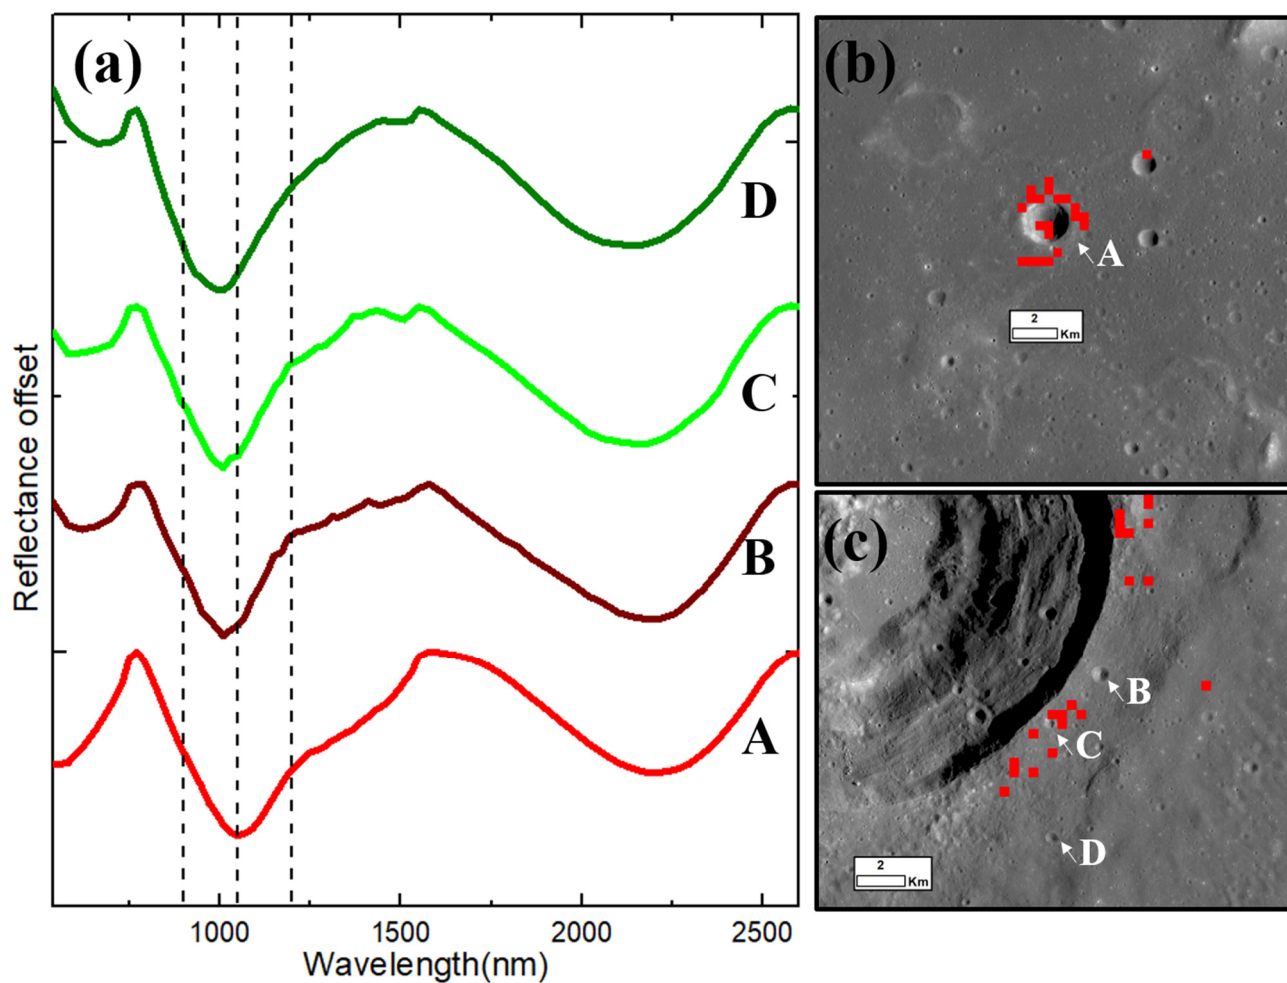 (a)
D
C
B
A
Reflectance offset
1000
1500
2000
2500
Wavelength(nm)
(b)
A
2
Km
(c)
B
C
D
2
Km